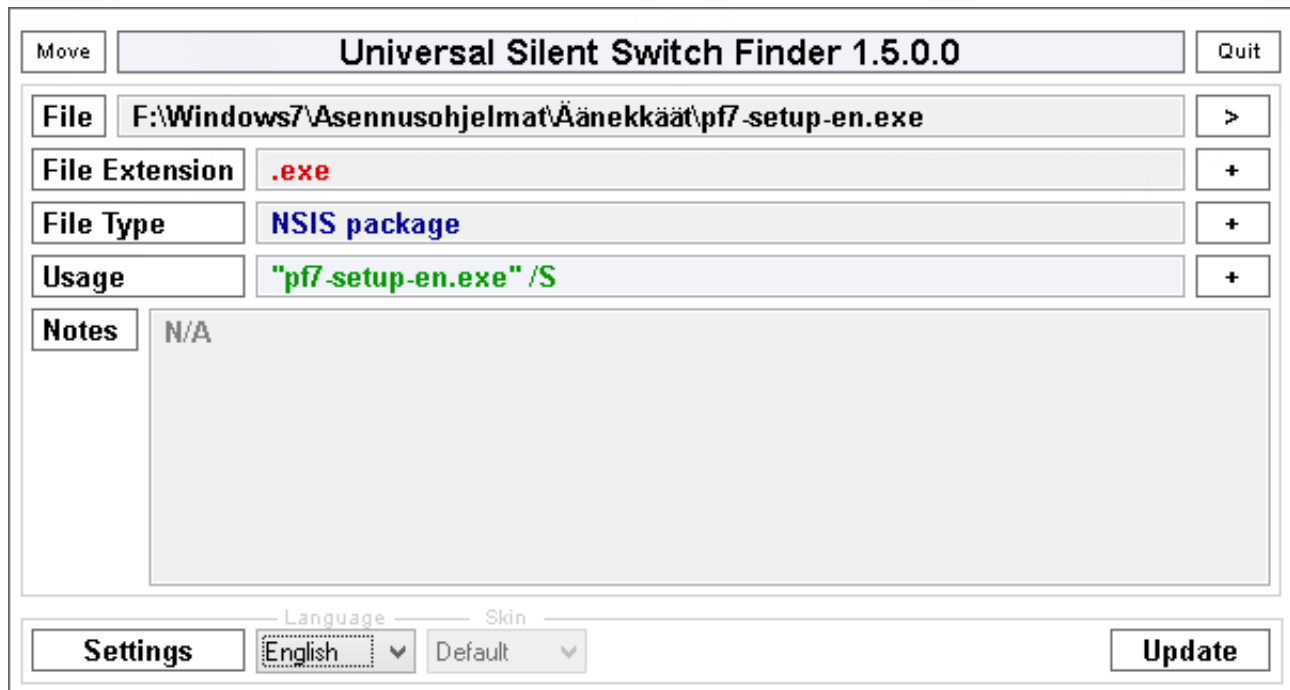 Move Universal Silent Switch Finder 1.5.0.0 Quit
File F:\Windows7\Asennusohjelmat\Äänekkäät\pf7-setup-en.exe >
File Extension .exe +
File Type NSIS package +
Usage "pf7-setup-en.exe" /S +
Notes N/A
Language Skin
Settings English Default Update